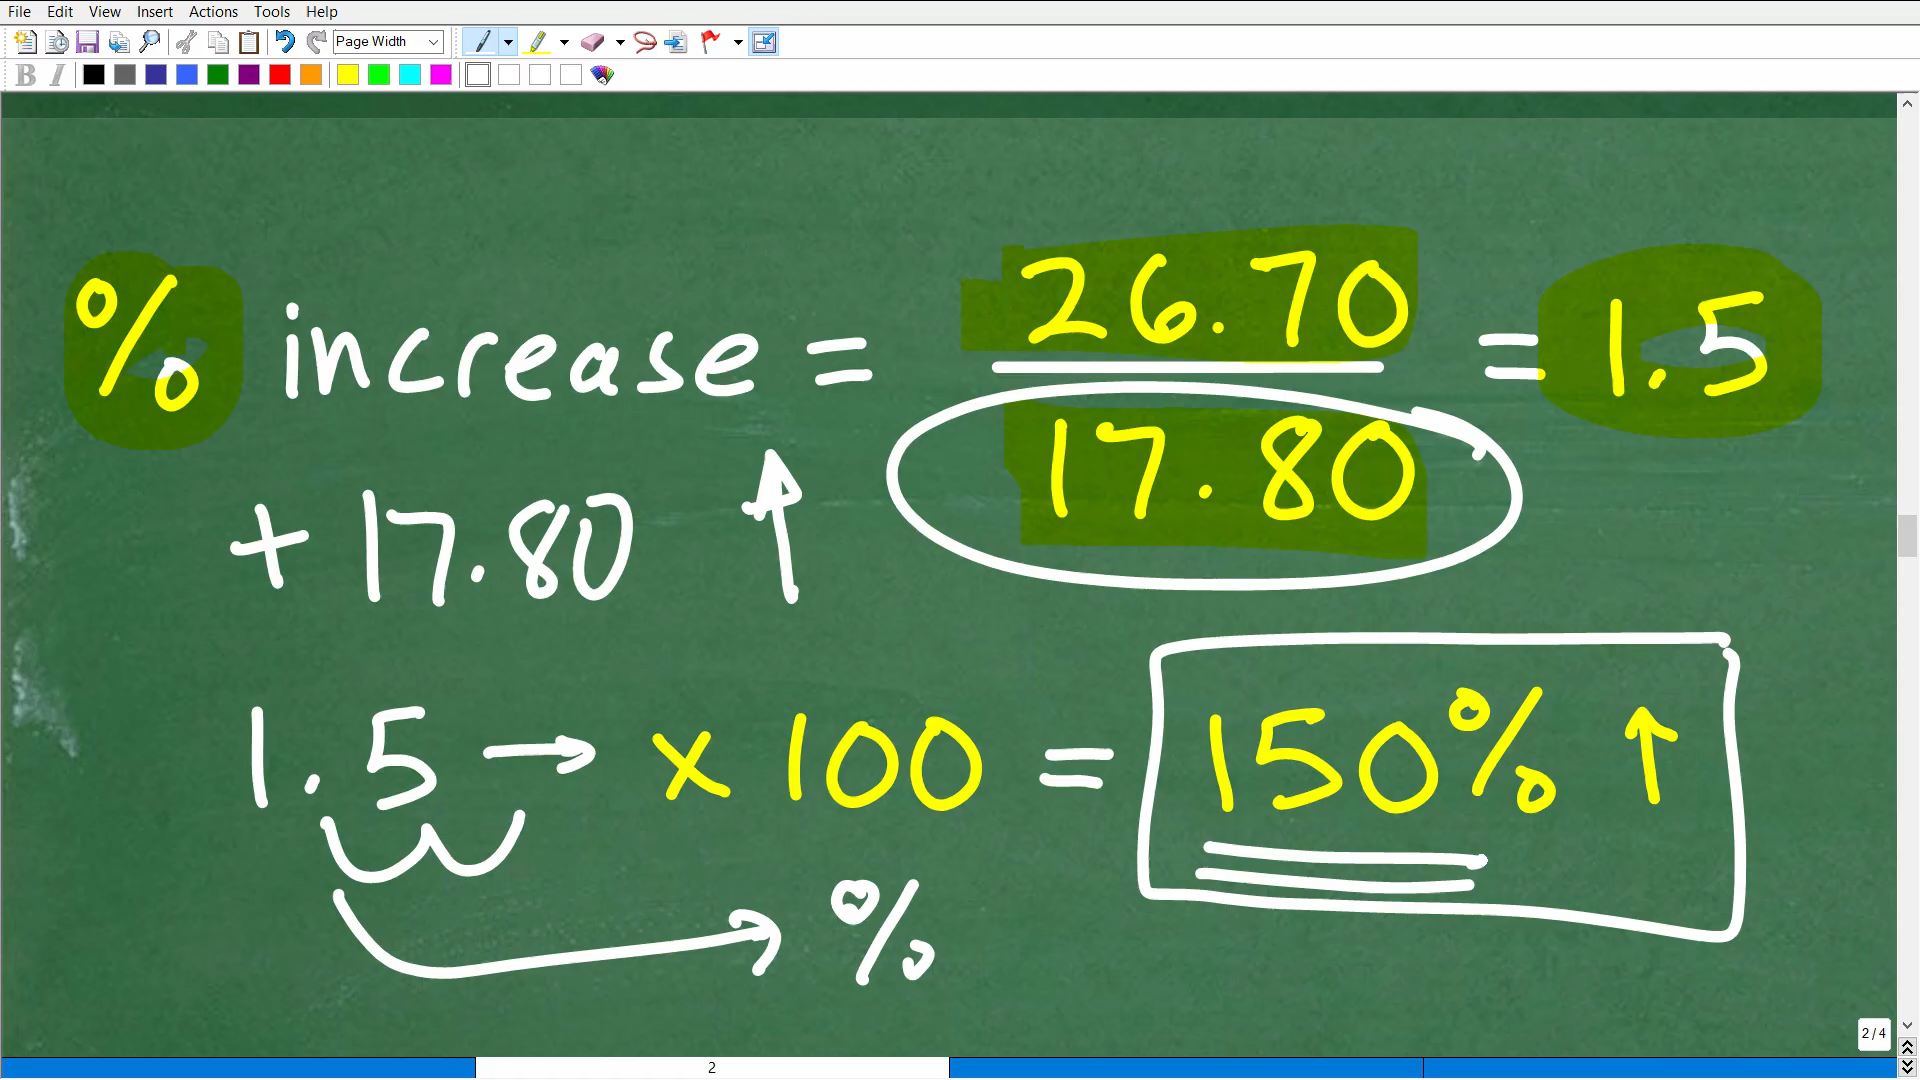 File Edit View Insert Actions Tools Help
Page Width
B I
% increase = 26.70 / 17.80 = 1.5
+ 17.80 ↑
1.5 → x 100 = 150% ↑
%
2 / 4
2